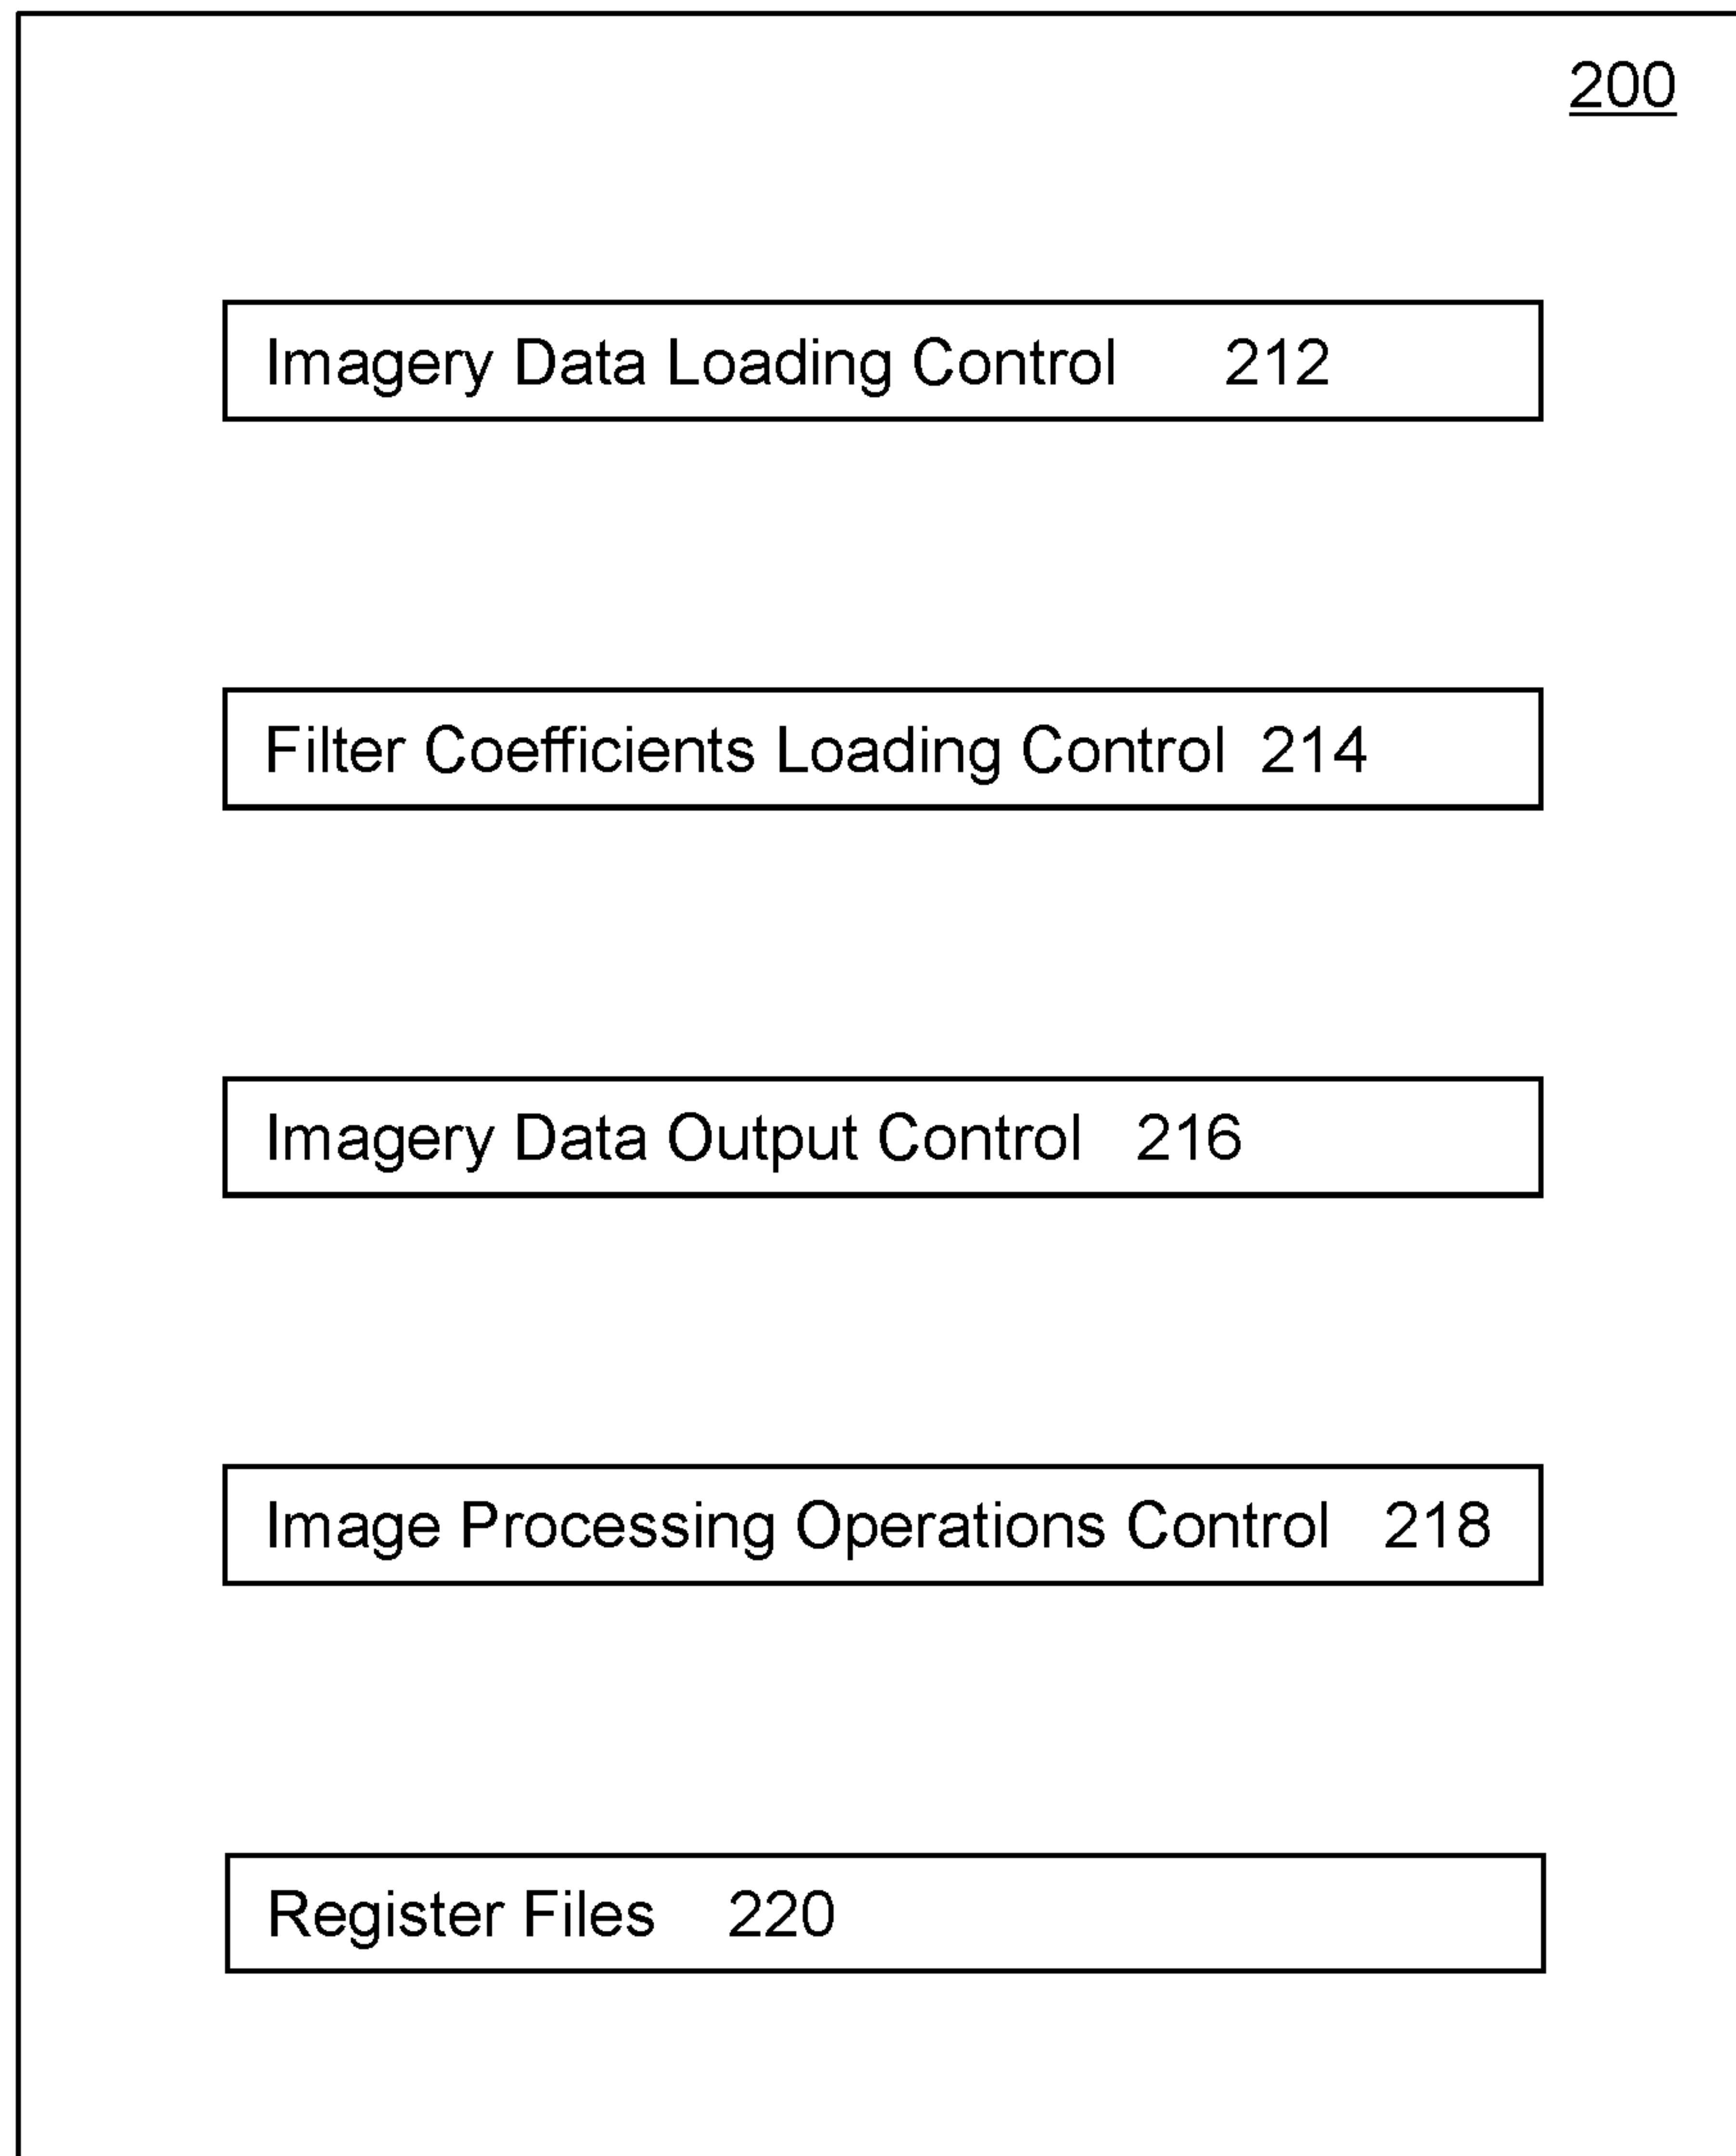 200
Imagery Data Loading Control 212
Filter Coefficients Loading Control 214
Imagery Data Output Control 216
Image Processing Operations Control 218
Register Files 220